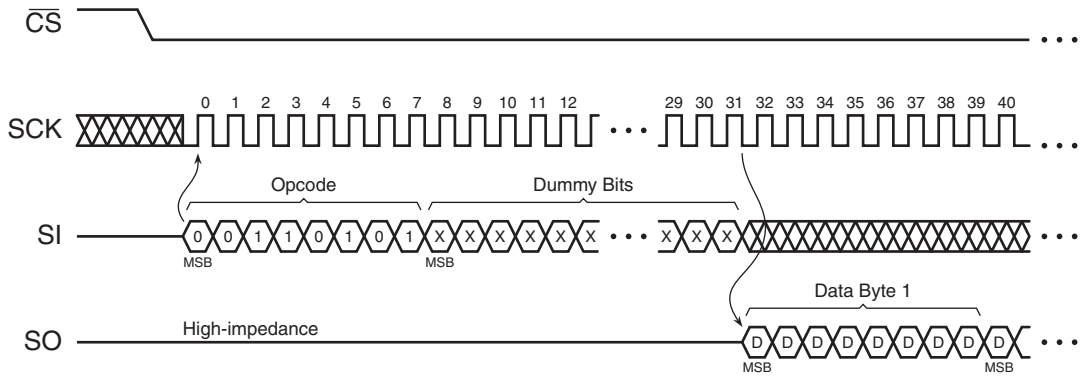 CS
0 1 2 3 4 5 6 7 8 9 10 11 12 29 30 31 32 33 34 35 36 37 38 39 40
SCK
Opcode Dummy Bits
SI 0 0 1 1 0 1 0 1 X X X X X X X X X
MSB MSB
Data Byte 1
High-impedance
SO D D D D D D D D D
MSB MSB